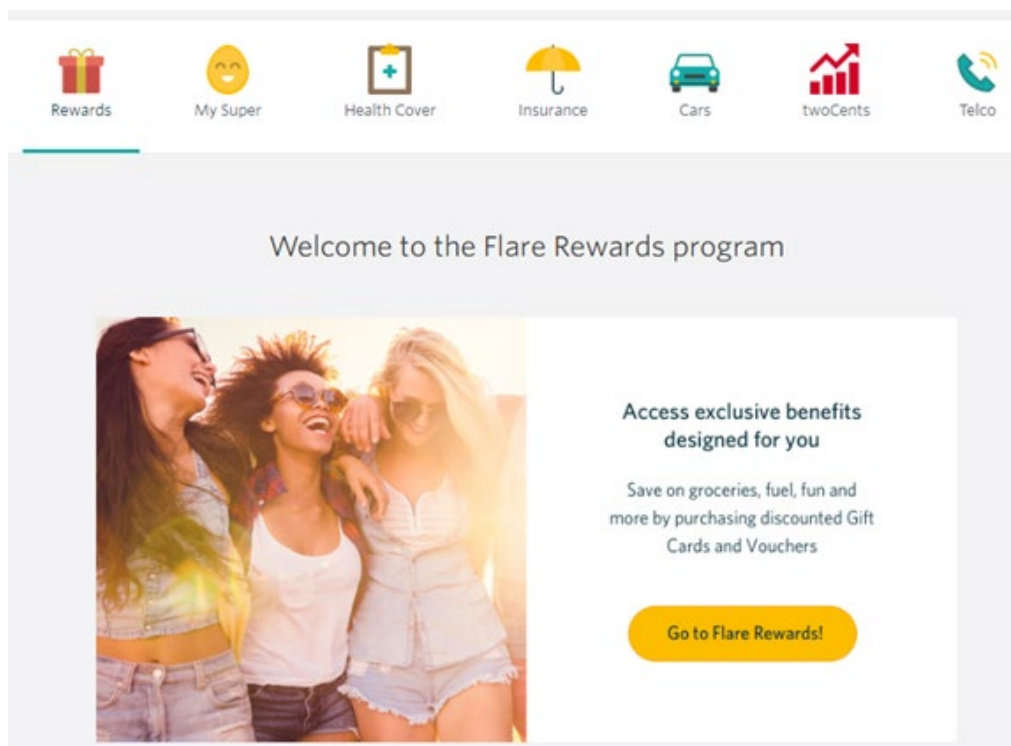 Rewards
My Super
Health Cover
Insurance
Cars
twoCents
Telco
Welcome to the Flare Rewards program
Access exclusive benefits
designed for you
Save on groceries, fuel, fun and
more by purchasing discounted Gift
Cards and Vouchers
Go to Flare Rewards!